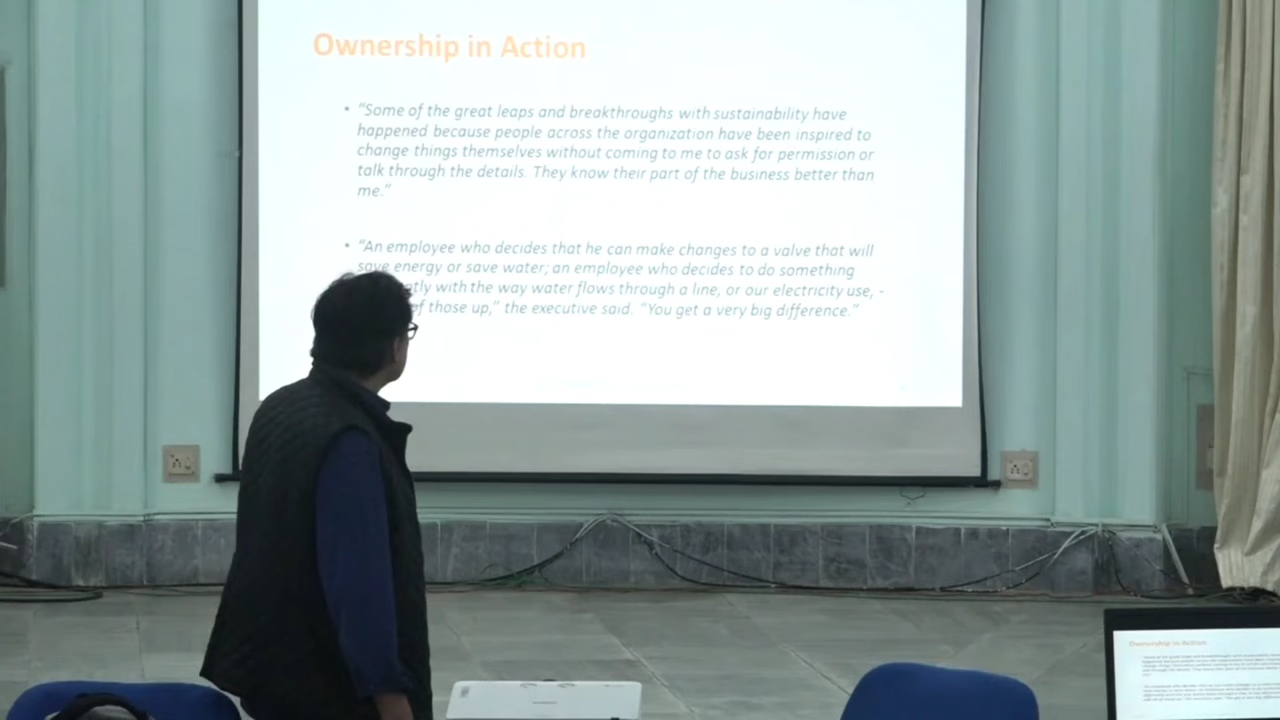 Ownership in Action
• “Some of the great leaps and breakthroughs with sustainability have
happened because people across the organization have been inspired to
change things themselves without coming to me to ask for permission or
talk through the details. They know their part of the business better than
me.”
• “An employee who decides that he can make changes to a valve that will
save energy or save water; an employee who decides to do something
with the way water flows through a line, or our electricity use, -
of those up,” the executive said. “You get a very big difference.”
Ownership in Action